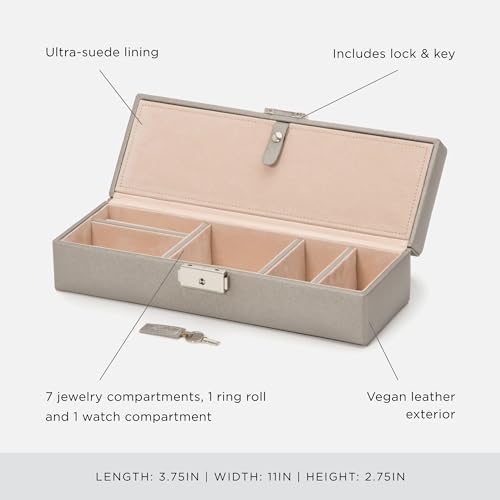 Ultra-suede lining
Includes lock & key
7 jewelry compartments, 1 ring roll
and 1 watch compartment
Vegan leather
exterior
LENGTH: 3.75IN | WIDTH: 11IN | HEIGHT: 2.75IN